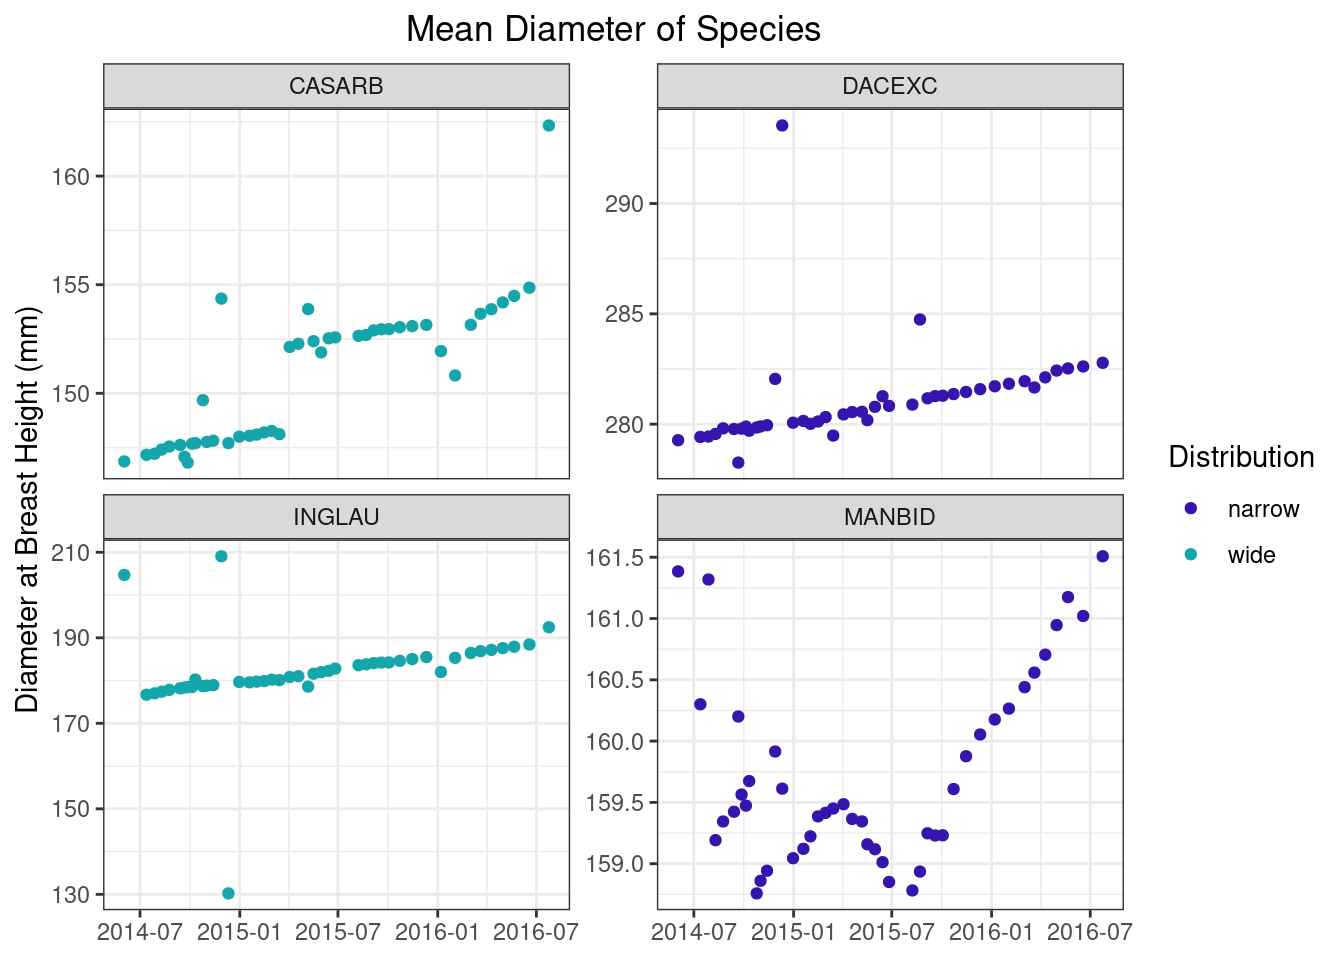 Mean Diameter of Species
CASARB
DACEXC
160
155
150
290
285
280
INGLAU
MANBID
210
190
170
150
130
161.5
161.0
160.5
160.0
159.5
159.0
2014-07 2015-01 2015-07 2016-01 2016-07
2014-07 2015-01 2015-07 2016-01 2016-07
Diameter at Breast Height (mm)
Distribution
narrow
wide